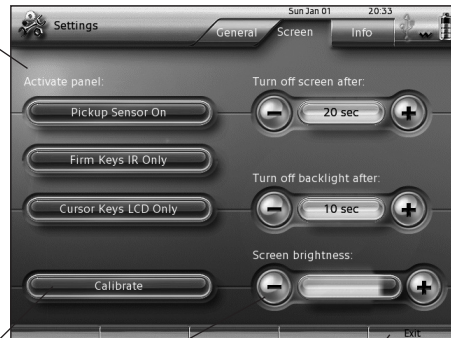 Sun Jan 01 20:33
Settings
General Screen Info
Activate panel:
Turn off screen after:
Pickup Sensor On
20 sec
Firm Keys IR Only
Turn off backlight after:
Cursor Keys LCD Only
10 sec
Screen brightness:
Calibrate
Exit